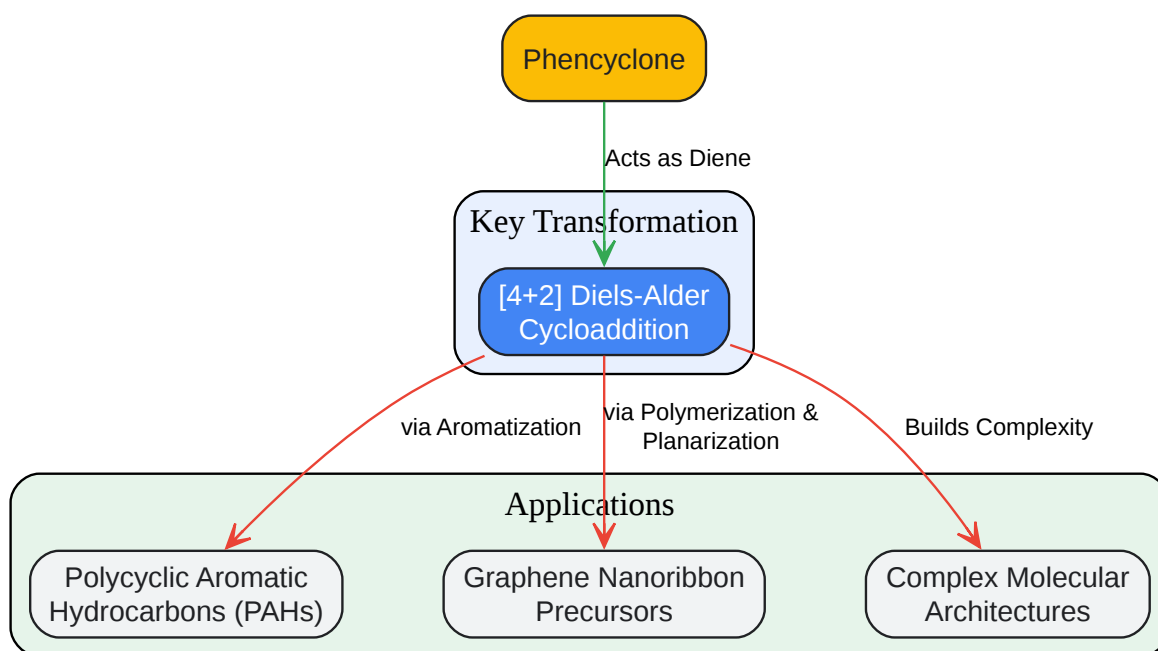 Phencyclone
Acts as Diene
Key Transformation
[4+2] Diels-Alder
Cycloaddition
via Aromatization
via Polymerization &
Planarization
Builds Complexity
Applications
Polycyclic Aromatic
Hydrocarbons (PAHs)
Graphene Nanoribbon
Precursors
Complex Molecular
Architectures